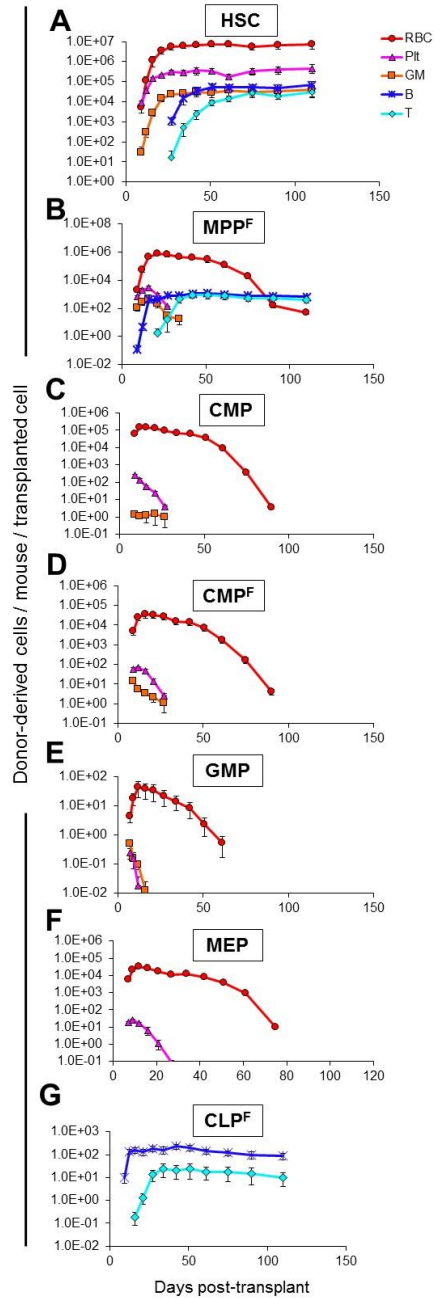 A
HSC
1.0E+07
1.0E+06
1.0E+05
1.0E+04
1.0E+03
1.0E+02
1.0E+01
1.0E+00
0
50
100
150
RBC
Plt
GM
B
T
B
MPPF
1.0E+08
1.0E+06
1.0E+04
1.0E+02
1.0E+00
1.0E-02
0
50
100
150
C
CMP
1.0E+06
1.0E+05
1.0E+04
1.0E+03
1.0E+02
1.0E+01
1.0E+00
1.0E-01
0
50
100
150
D
CMPF
1.0E+06
1.0E+05
1.0E+04
1.0E+03
1.0E+02
1.0E+01
1.0E+00
1.0E-01
0
50
100
150
E
GMP
1.0E+02
1.0E+01
1.0E+00
1.0E-01
1.0E-02
0
50
100
150
F
MEP
1.0E+06
1.0E+05
1.0E+04
1.0E+03
1.0E+02
1.0E+01
1.0E+00
1.0E-01
0
20
40
60
80
100
120
G
CLPF
1.0E+03
1.0E+02
1.0E+01
1.0E+00
1.0E-01
1.0E-02
0
50
100
150
Days post-transplant
Donor-derived cells / mouse / transplanted cell